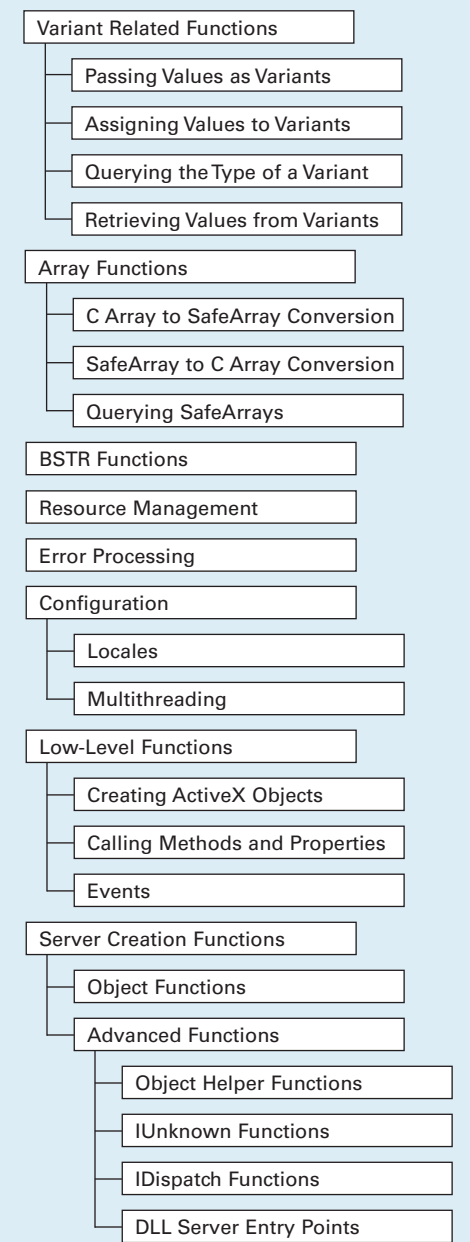 Variant Related Functions
Passing Values as Variants
Assigning Values to Variants
Querying the Type of a Variant
Retrieving Values from Variants
Array Functions
C Array to SafeArray Conversion
SafeArray to C Array Conversion
Querying SafeArrays
BSTR Functions
Resource Management
Error Processing
Configuration
Locales
Multithreading
Low-Level Functions
Creating ActiveX Objects
Calling Methods and Properties
Events
Server Creation Functions
Object Functions
Advanced Functions
Object Helper Functions
IUnknown Functions
IDispatch Functions
DLL Server Entry Points